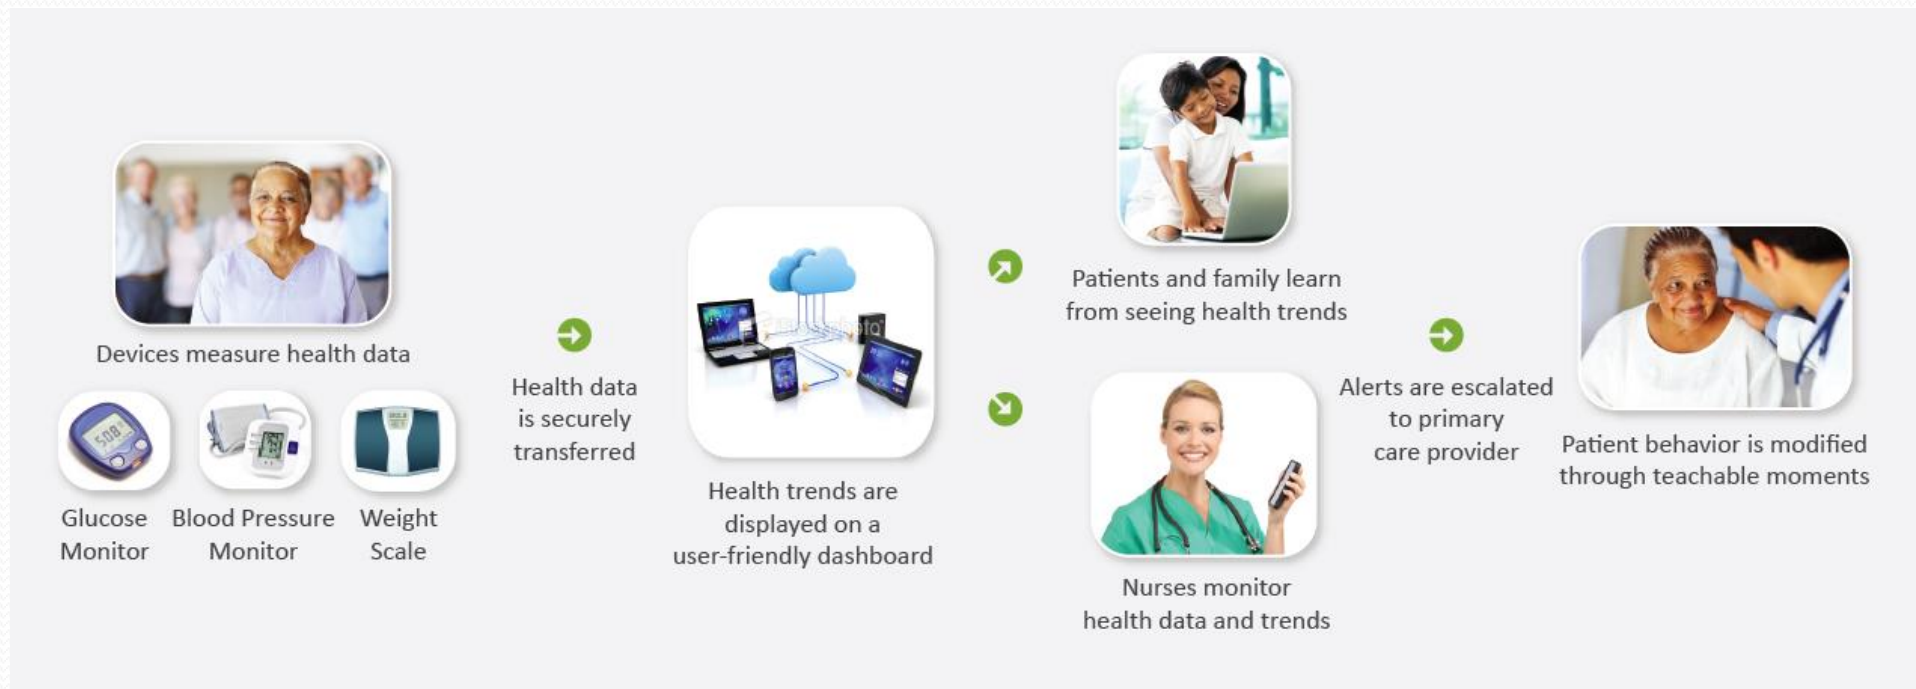 Devices measure health data
508
Glucose
Monitor
Blood Pressure
Monitor
Weight
Scale
Health data
is securely
transferred
Health trends are
displayed on a
user-friendly dashboard
Patients and family learn
from seeing health trends
Nurses monitor
health data and trends
Alerts are escalated
to primary
care provider
Patient behavior is modified
through teachable moments